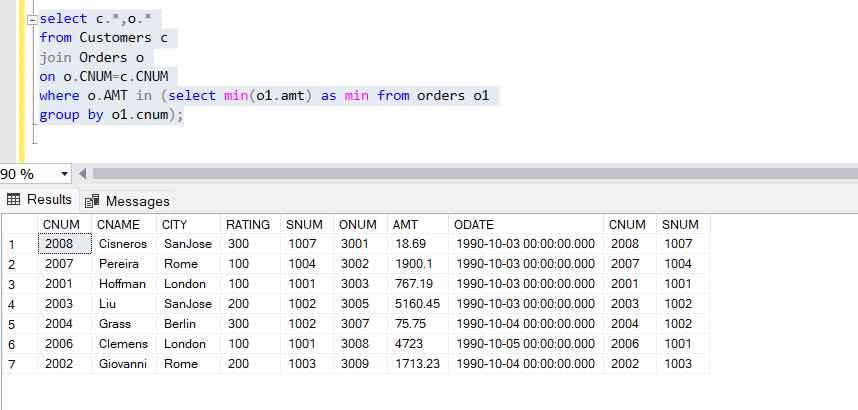 select c.*,o.*
from Customers c
join Orders o
on o.CNUM=c.CNUM
where o.AMT in (select min(o1.amt) as min from orders o1
group by o1.cnum);
90 %
Results Messages
CNUM CNAME CITY RATING SNUM ONUM AMT ODATE CNUM SNUM
1 2008 Cisneros SanJose 300 1007 3001 18.69 1990-10-03 00:00:00.000 2008 1007
2 2007 Pereira Rome 100 1004 3002 1900.1 1990-10-03 00:00:00.000 2007 1004
3 2001 Hoffman London 100 1001 3003 767.19 1990-10-03 00:00:00.000 2001 1001
4 2003 Liu SanJose 200 1002 3005 5160.45 1990-10-03 00:00:00.000 2003 1002
5 2004 Grass Berlin 300 1002 3007 75.75 1990-10-04 00:00:00.000 2004 1002
6 2006 Clemens London 100 1001 3008 4723 1990-10-05 00:00:00.000 2006 1001
7 2002 Giovanni Rome 200 1003 3009 1713.23 1990-10-04 00:00:00.000 2002 1003